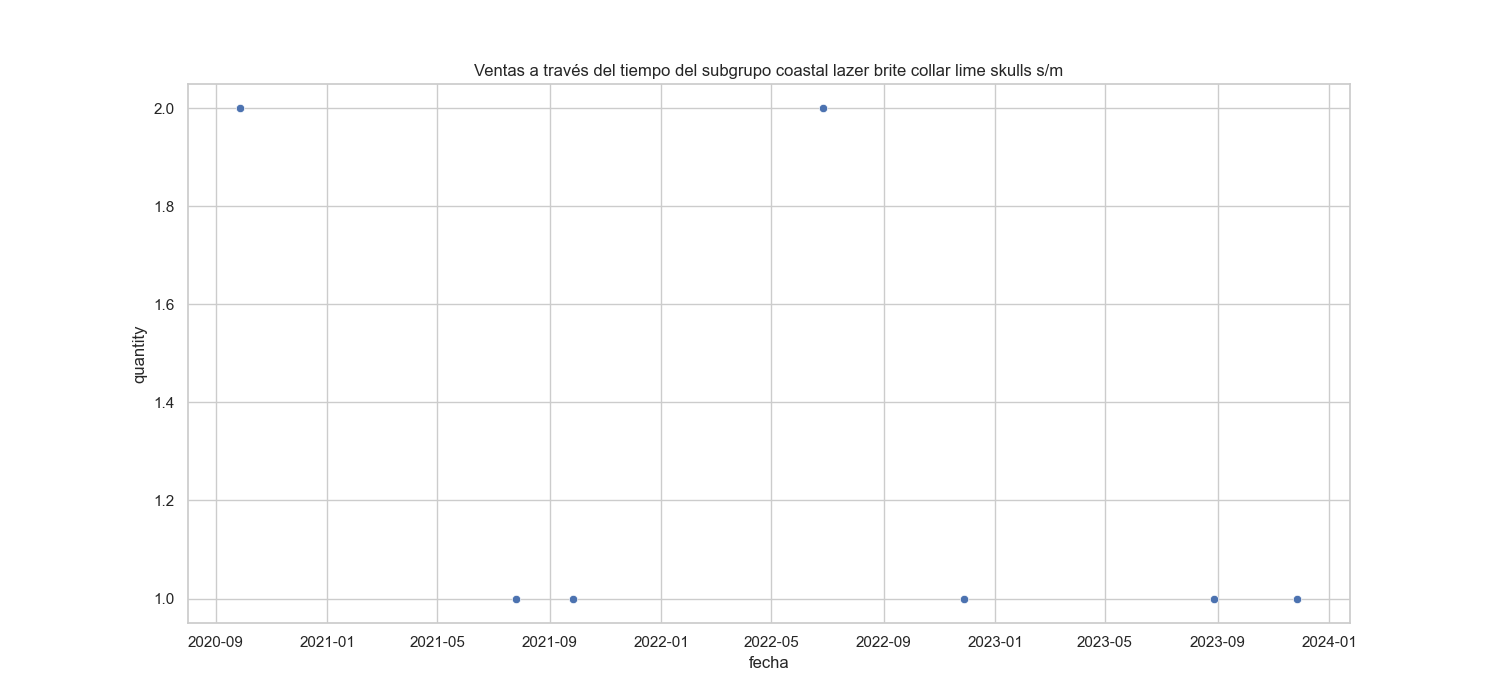 Ventas a través del tiempo del subgrupo coastal lazer brite collar lime skulls s/m
2.0
1.8
1.6
1.4
1.2
1.0
quantity
2020-09 2021-01 2021-05 2021-09 2022-01 2022-05 2022-09 2023-01 2023-05 2023-09 2024-01
fecha